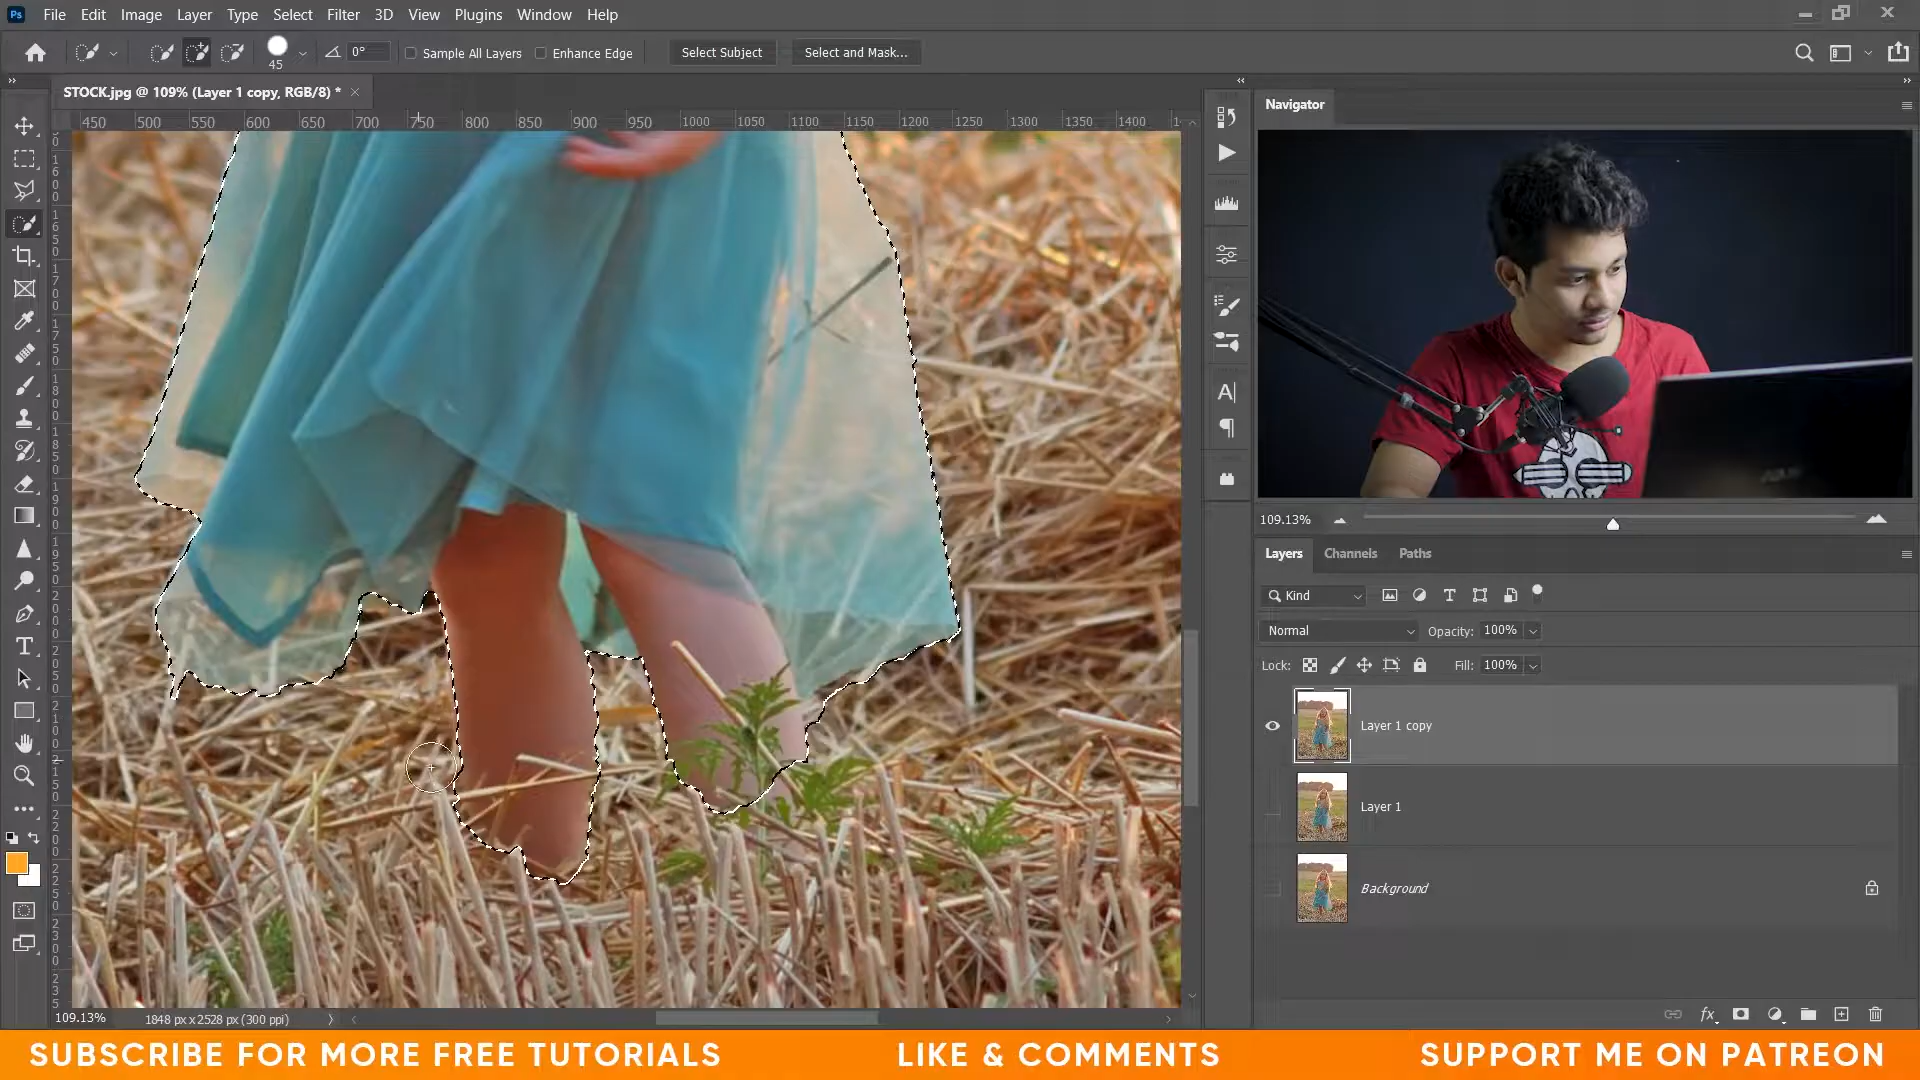 Ps File Edit Image Layer Type Select Filter 3D View Plugins Window Help
45 0° Sample All Layers Enhance Edge Select Subject Select and Mask...
STOCK.jpg @ 109% (Layer 1 copy, RGB/8) *
450 500 550 600 650 700 750 800 850 900 950 1000 1050 1100 1150 1200 1250 1300 1350 1400
Navigator
109.13%
Layers Channels Paths
Kind
Normal Opacity: 100%
Lock: Fill: 100%
Layer 1 copy
Layer 1
Background
109.13% 1848 px x 2528 px (300 ppi)
SUBSCRIBE FOR MORE FREE TUTORIALS LIKE & COMMENTS SUPPORT ME ON PATREON